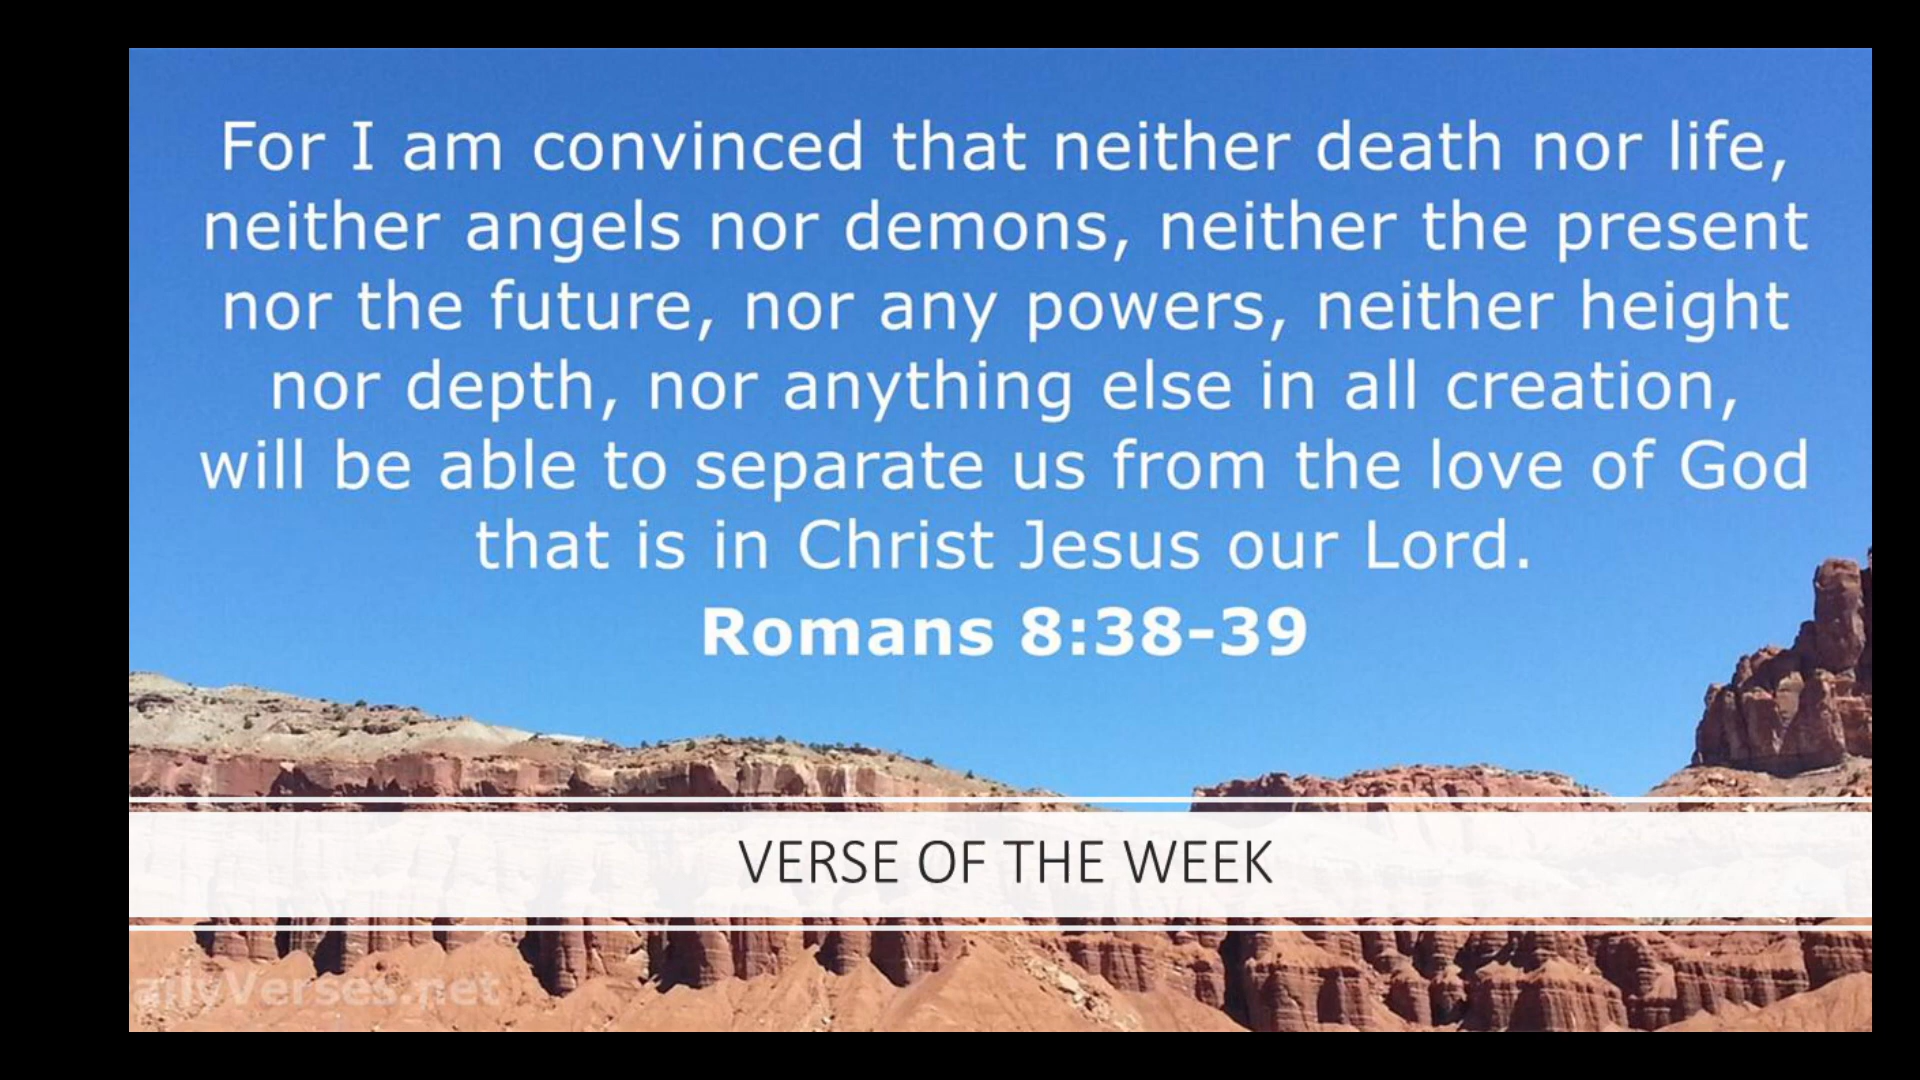 For I am convinced that neither death nor life,
neither angels nor demons, neither the present
nor the future, nor any powers, neither height
nor depth, nor anything else in all creation,
will be able to separate us from the love of God
that is in Christ Jesus our Lord.
Romans 8:38-39
VERSE OF THE WEEK
ailyVerses.net